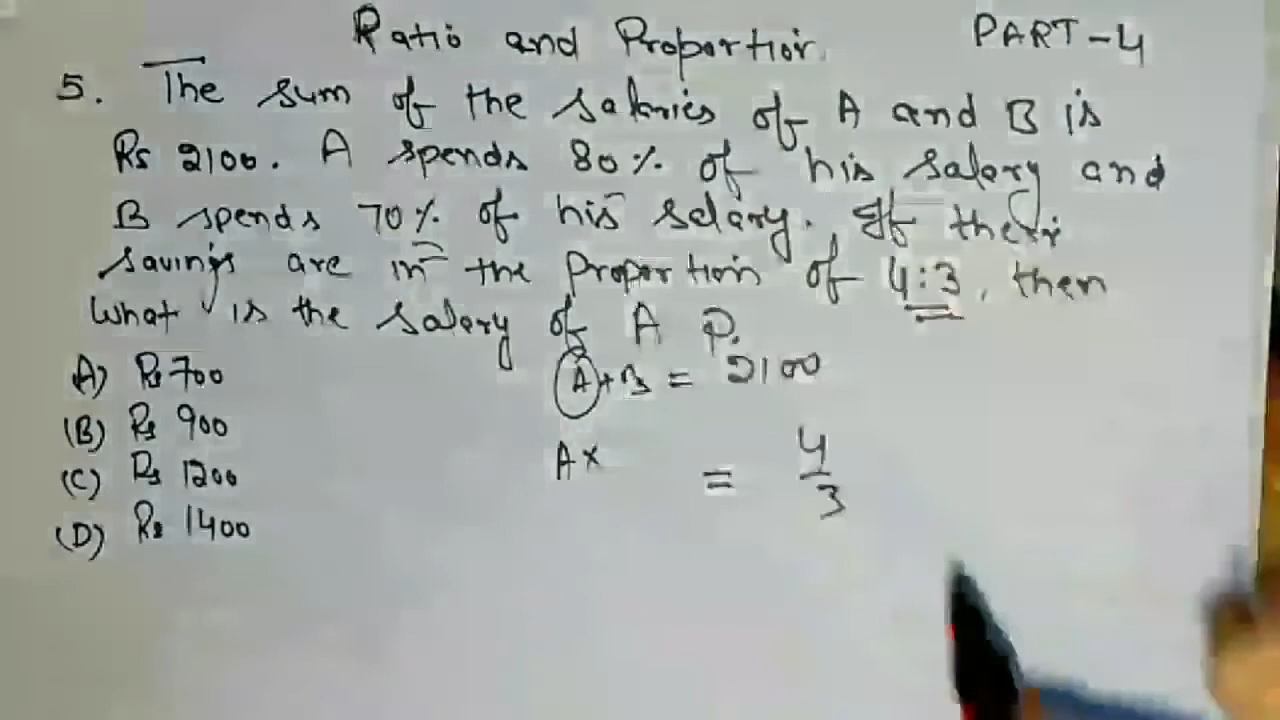 Ratio and Proportion PART-4
5. The sum of the salaries of A and B is
Rs 2100. A spends 80% of his salary and
B spends 70% of his salary. If their
savings are in the proportion of 4:3, then
what is the salary of A ?
A) Rs 700
(B) Rs 900
(C) Rs 1200
(D) Rs 1400
A+B = 2100
A× = 4/3